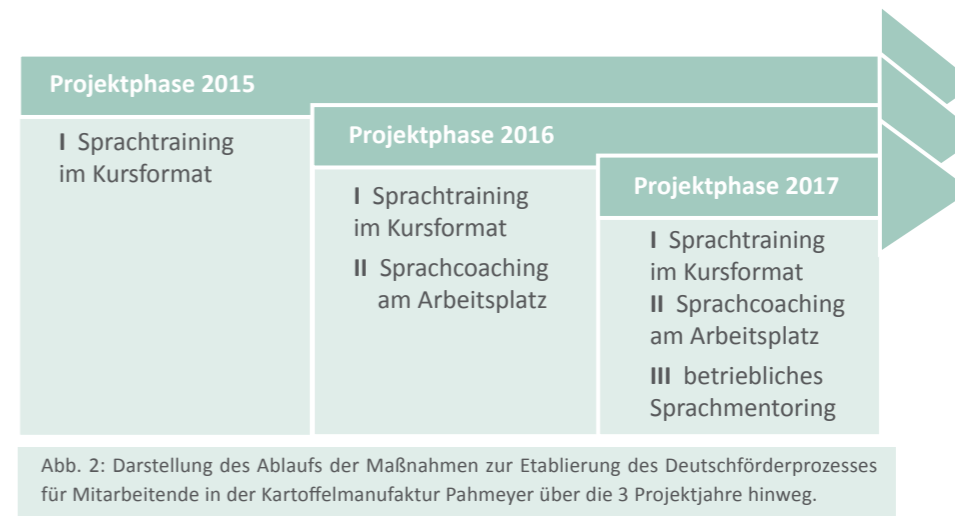 Projektphase 2015
I Sprachtraining
im Kursformat
Projektphase 2016
I Sprachtraining
im Kursformat
II Sprachcoaching
am Arbeitsplatz
Projektphase 2017
I Sprachtraining
im Kursformat
II Sprachcoaching
am Arbeitsplatz
III betriebliches
Sprachmentoring
Abb. 2: Darstellung des Ablaufs der Maßnahmen zur Etablierung des Deutschförderprozesses
für Mitarbeitende in der Kartoffelmanufaktur Pahmeyer über die 3 Projektjahre hinweg.